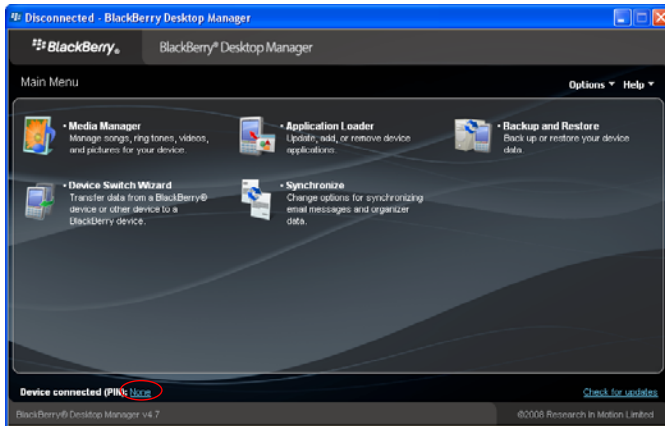 Disconnected - BlackBerry Desktop Manager
BlackBerry® BlackBerry® Desktop Manager
Main Menu Options Help
Media Manager
Manage songs, ring tones, videos,
and pictures for your device.
Application Loader
Update, add, or remove device
applications.
Backup and Restore
Back up or restore your device
data.
Device Switch Wizard
Transfer data from a BlackBerry®
device or other device to a
BlackBerry device.
Synchronize
Change options for synchronizing
email messages and organizer
data.
Device connected (PIN): None Check for updates
BlackBerry® Desktop Manager v4.7 ©2008 Research In Motion Limited